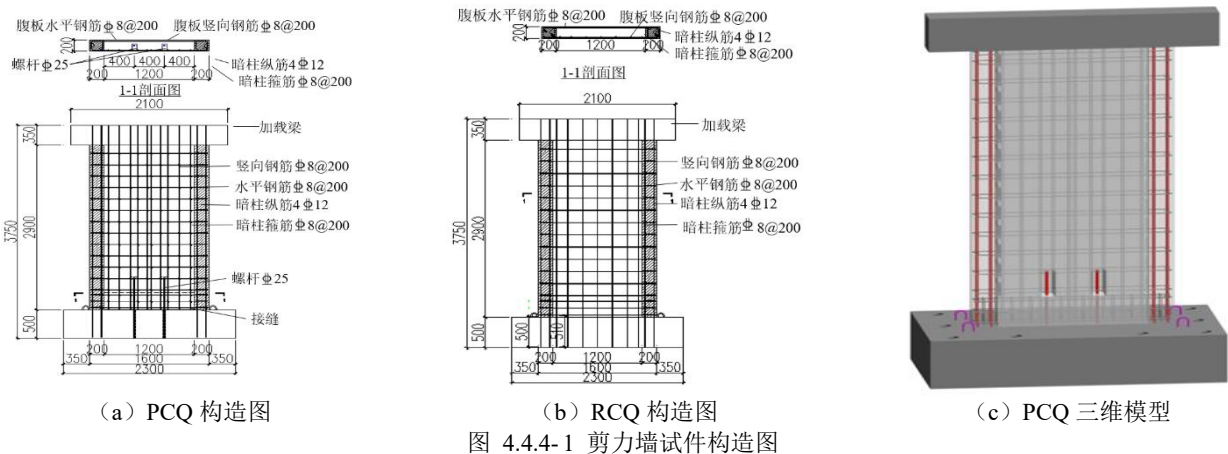 腹板水平钢筋⏀8@200 腹板竖向钢筋⏀8@200
200
螺杆⏀25
400 400 400
200 1200 200
暗柱纵筋4⏀12
暗柱箍筋⏀8@200
1-1剖面图
2100
加载梁
350
竖向钢筋⏀8@200
水平钢筋⏀8@200
暗柱纵筋4⏀12
暗柱箍筋⏀8@200
3750
2900
螺杆⏀25
接缝
500
200 1200 200
350 1600 350
2300
(a)PCQ 构造图
腹板水平钢筋⏀8@200 腹板竖向钢筋⏀8@200
200
暗柱纵筋4⏀12
200 1200 200
暗柱箍筋⏀8@200
1-1剖面图
2100
加载梁
350
竖向钢筋⏀8@200
水平钢筋⏀8@200
暗柱纵筋4⏀12
暗柱箍筋⏀8@200
3750
2900
500
500
510
200 1200 200
350 1600 350
2300
(b)RCQ 构造图
(c)PCQ 三维模型
图 4.4.4- 1 剪力墙试件构造图